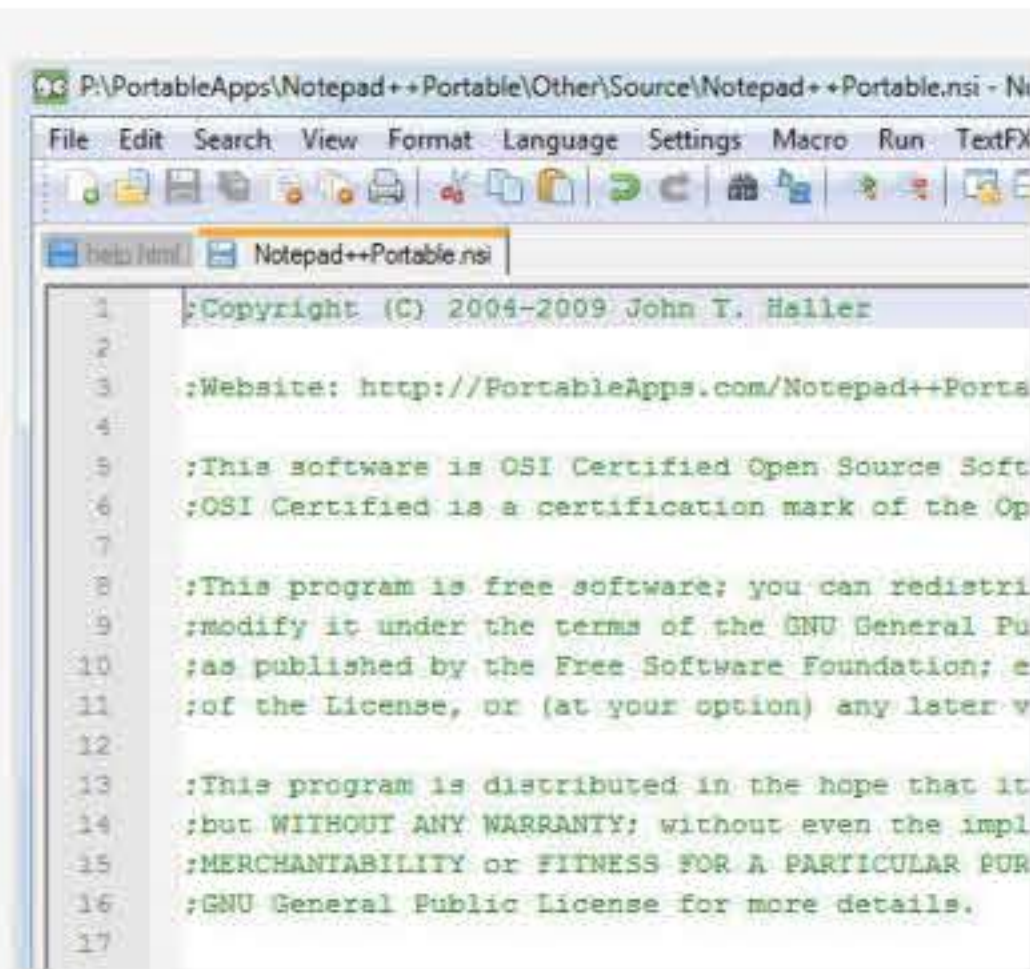 P:\PortableApps\Notepad++Portable\Other\Source\Notepad++Portable.nsi - N
File Edit Search View Format Language Settings Macro Run TextFX
help.html Notepad++Portable.nsi
1 ;Copyright (C) 2004-2009 John T. Haller
2
3 ;Website: http://PortableApps.com/Notepad++Porta
4
5 ;This software is OSI Certified Open Source Soft
6 ;OSI Certified is a certification mark of the Op
7
8 ;This program is free software; you can redistri
9 ;modify it under the terms of the GNU General Pu
10 ;as published by the Free Software Foundation; e
11 ;of the License, or (at your option) any later v
12
13 ;This program is distributed in the hope that it
14 ;but WITHOUT ANY WARRANTY; without even the impl
15 ;MERCHANTABILITY or FITNESS FOR A PARTICULAR PUR
16 ;GNU General Public License for more details.
17